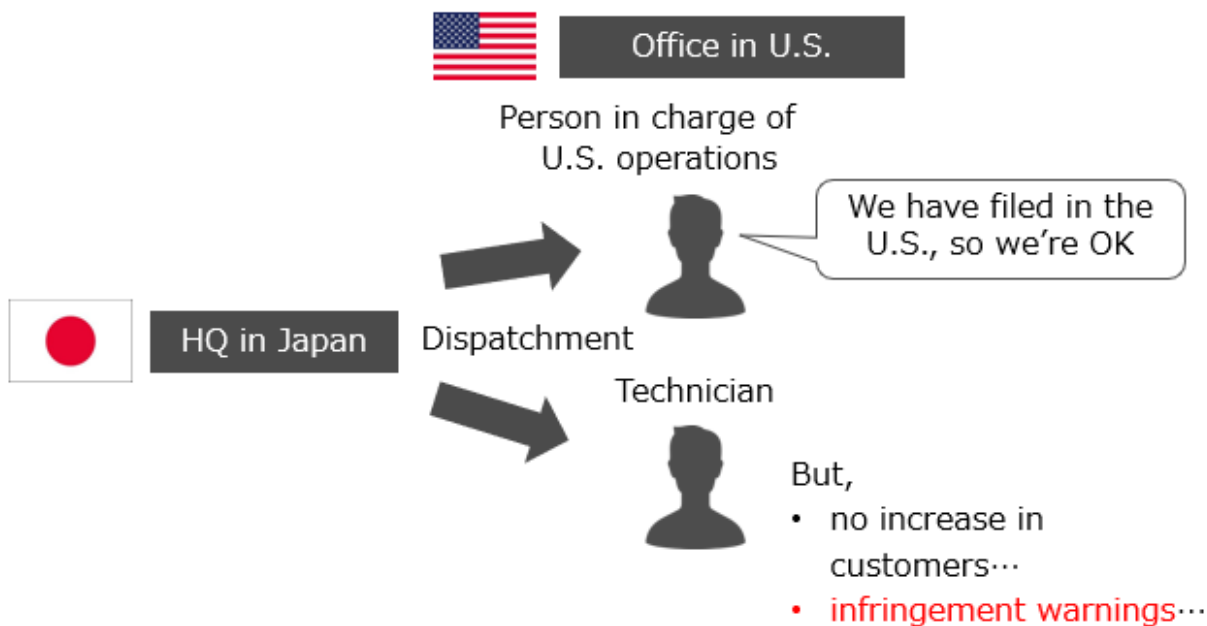 Office in U.S.
Person in charge of
U.S. operations
We have filed in the
U.S., so we're OK
HQ in Japan
Dispatchment
Technician
But,
• no increase in
customers…
• infringement warnings…